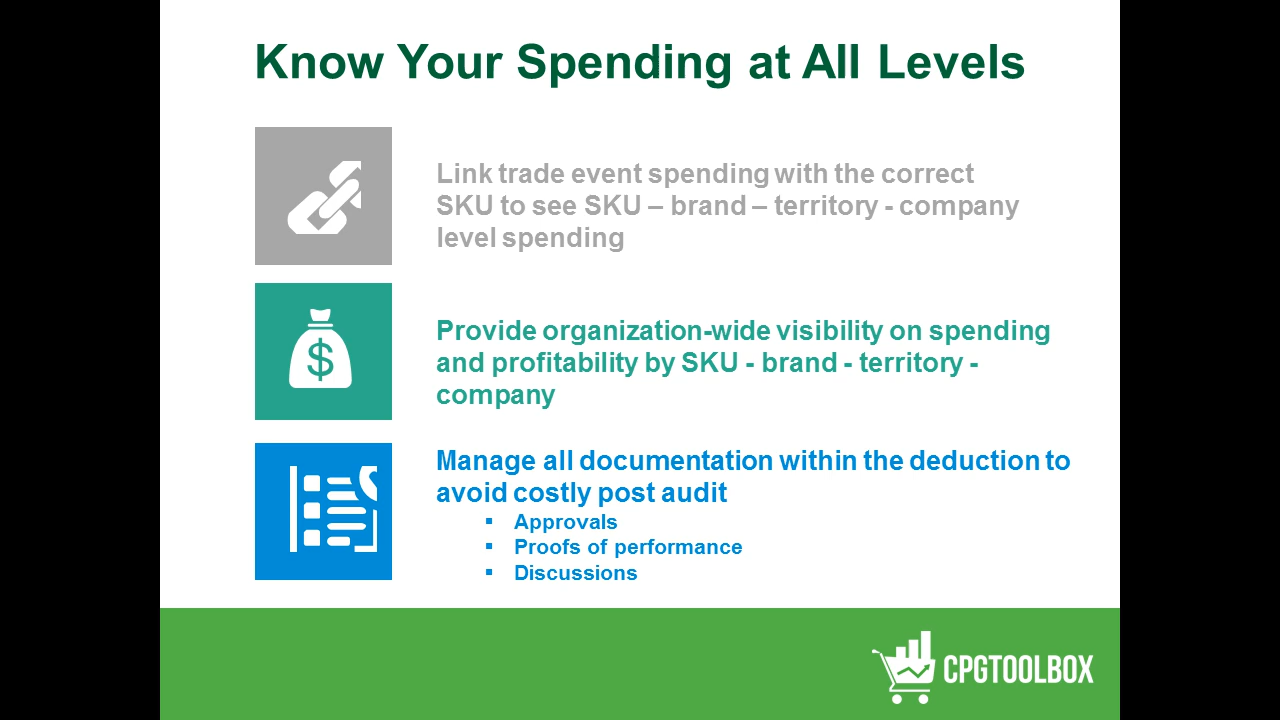 Know Your Spending at All Levels
Link trade event spending with the correct
SKU to see SKU – brand – territory - company
level spending
$
Provide organization-wide visibility on spending
and profitability by SKU - brand - territory -
company
Manage all documentation within the deduction to
avoid costly post audit
▪ Approvals
▪ Proofs of performance
▪ Discussions
CPGTOOLBOX